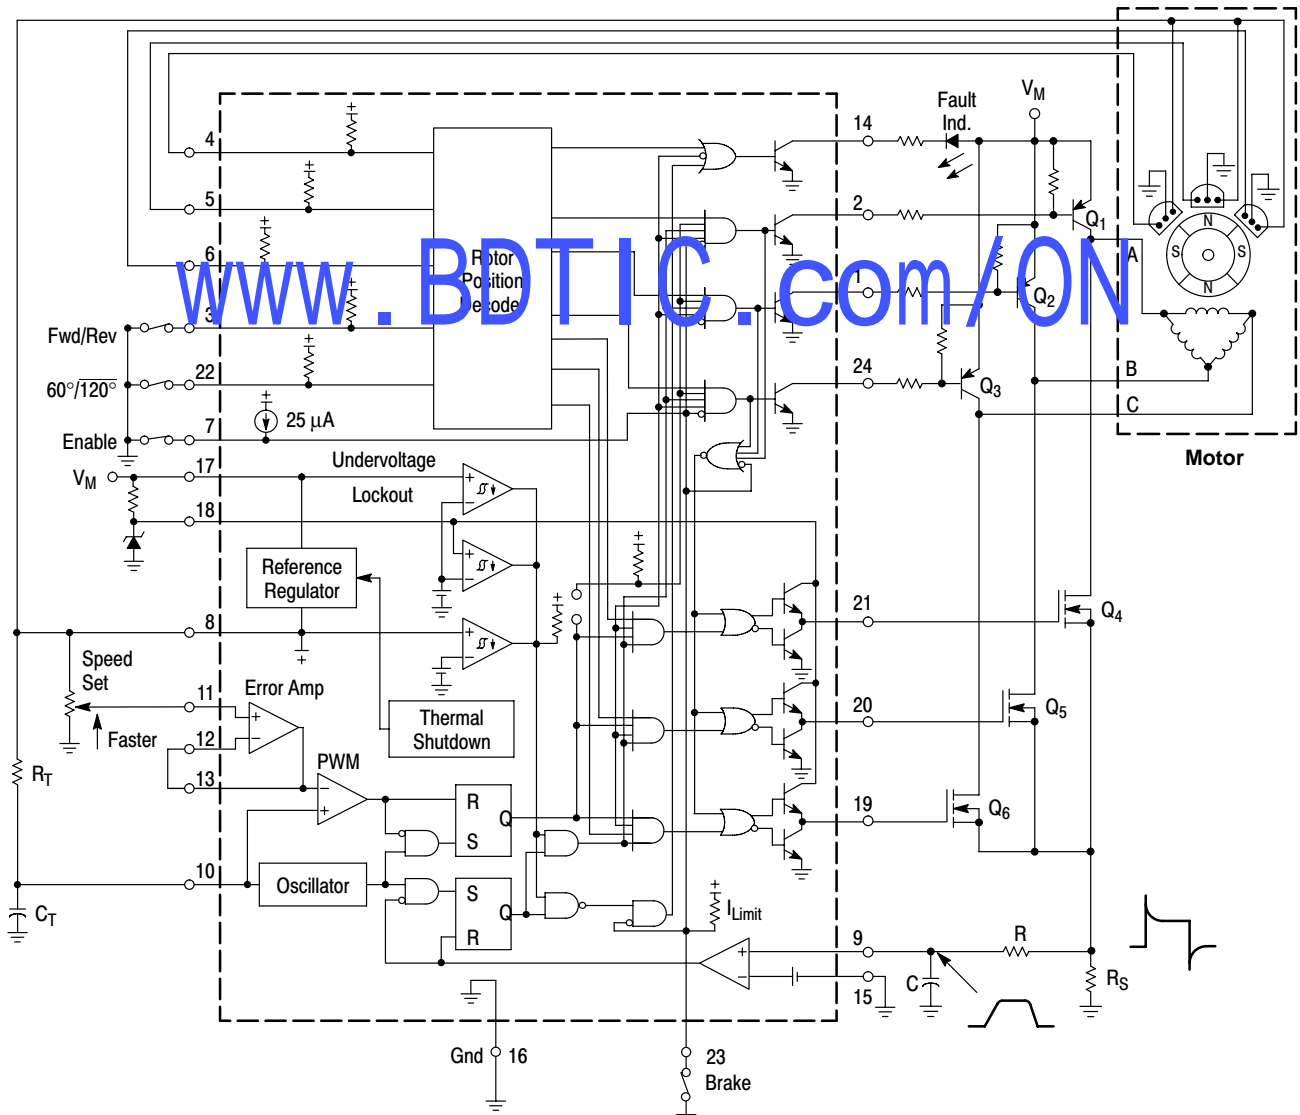 VM
Fault
Ind.
14
4
5
2
Q1
N
S
S
N
6
Rotor
Position
Decoder
www.BDTIC.com/ON
1
Q2
A
3
Fwd/Rev
60°/120°
22
24
Q3
B
C
Enable
7
25 µA
Motor
VM
17
Undervoltage
Lockout
18
Reference
Regulator
8
21
Q4
Speed
Set
11
Error Amp
Faster
12
13
Thermal
Shutdown
20
Q5
RT
PWM
R
Q
S
19
Q6
10
Oscillator
S
Q
R
CT
ILimit
9
R
C
RS
15
Gnd
16
23
Brake